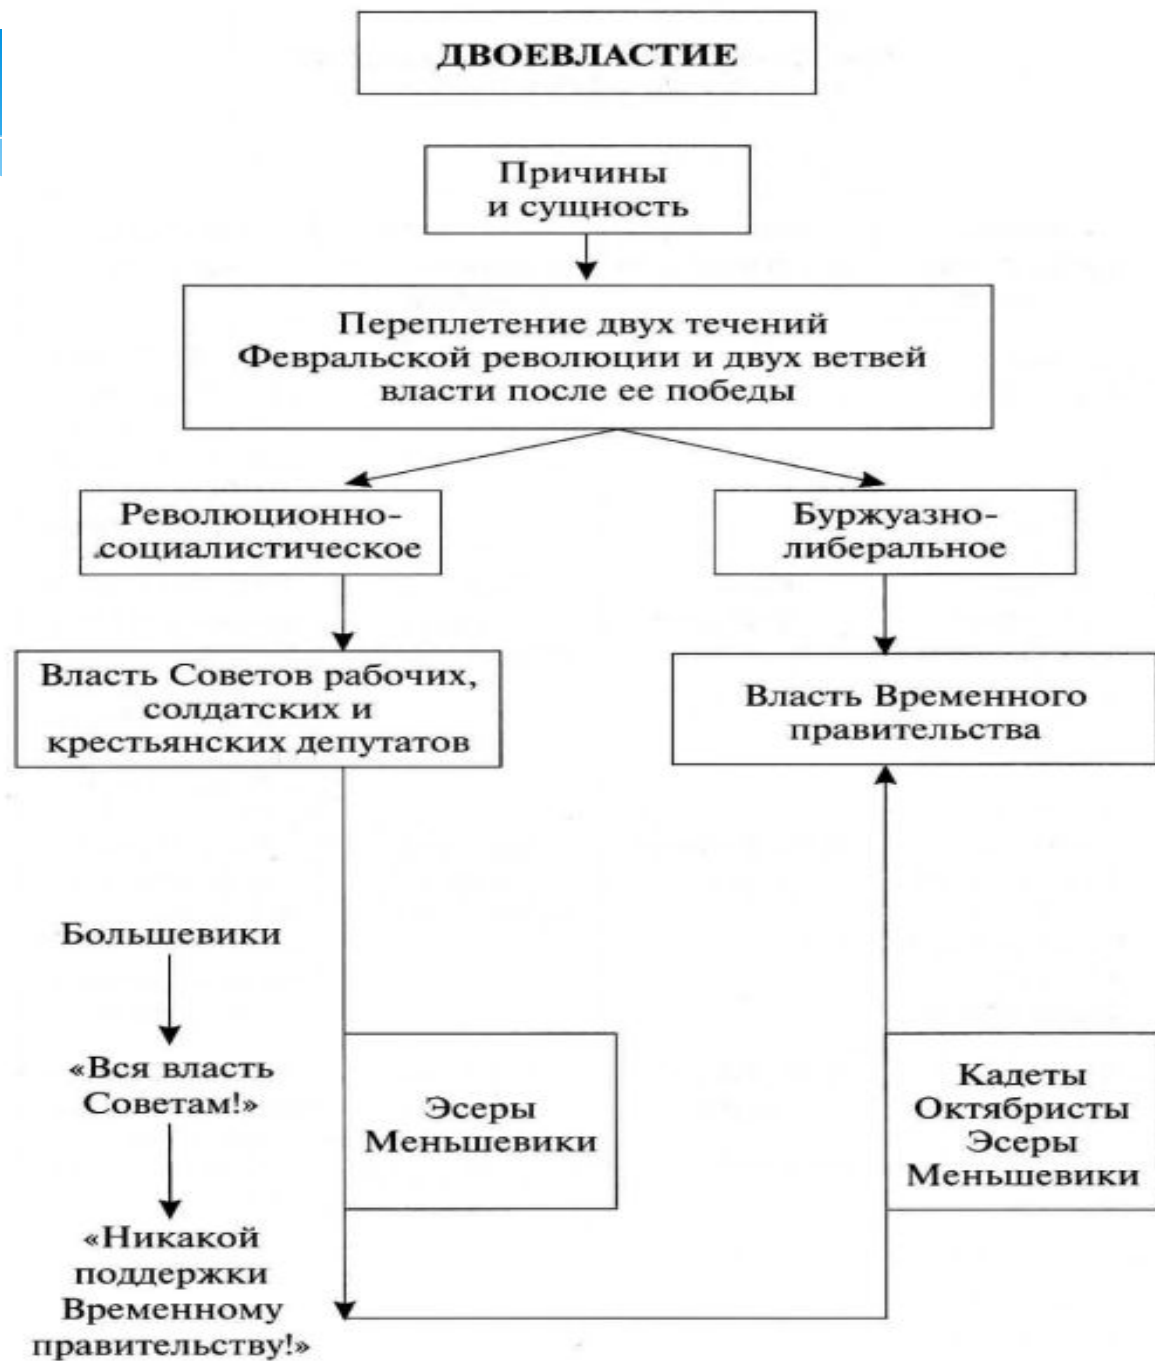 ДВОЕВЛАСТИЕ
Причины
и сущность
Переплетение двух течений
Февральской революции и двух ветвей
власти после ее победы
Революционно-
социалистическое
Буржуазно-
либеральное
Власть Советов рабочих,
солдатских и
крестьянских депутатов
Власть Временного
правительства
Большевики
«Вся власть
Советам!»
«Никакой
поддержки
Временному
правительству!»
Эсеры
Меньшевики
Кадеты
Октябристы
Эсеры
Меньшевики